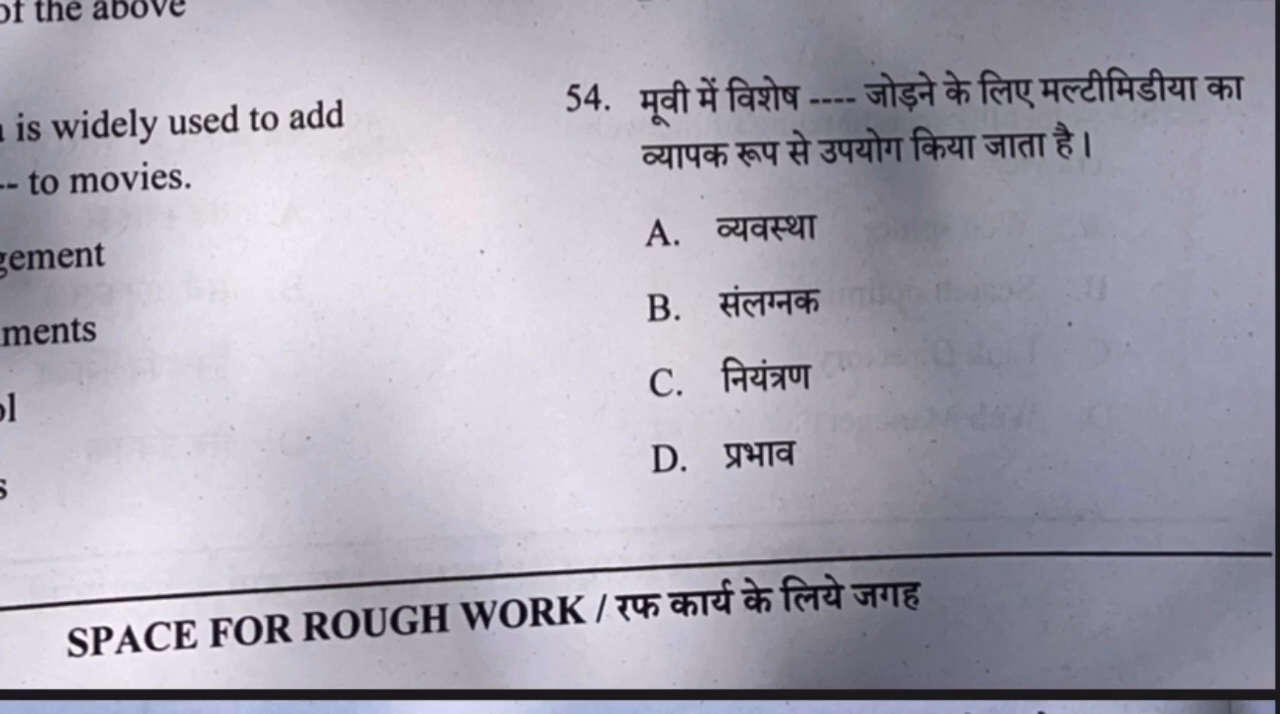 of the above
is widely used to add
-- to movies.
gement
ments
ol
s
54. मूवी में विशेष ---- जोड़ने के लिए मल्टीमिडीया का
व्यापक रूप से उपयोग किया जाता है।
A. व्यवस्था
B. संलग्नक
C. नियंत्रण
D. प्रभाव
SPACE FOR ROUGH WORK / रफ कार्य के लिये जगह